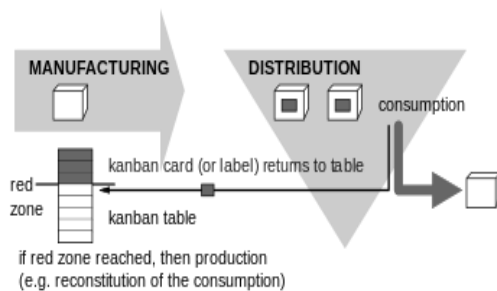 MANUFACTURING
DISTRIBUTION
consumption
kanban card (or label) returns to table
red
zone
kanban table
if red zone reached, then production
(e.g. reconstitution of the consumption)